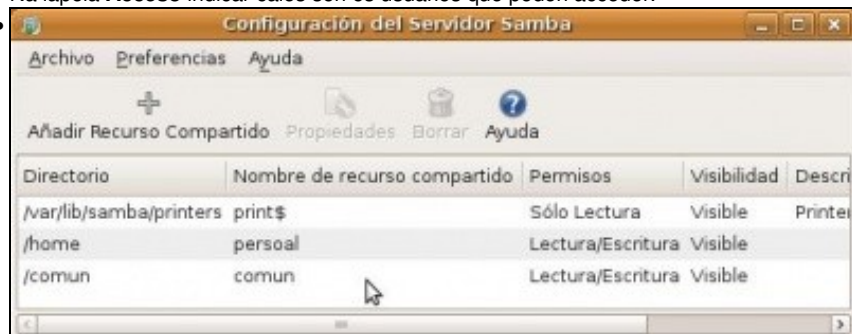 Configuración del Servidor Samba
Archivo Preferencias Ayuda
Añadir Recurso Compartido Propiedades Borrar Ayuda
Directorio Nombre de recurso compartido Permisos Visibilidad Descri
/var/lib/samba/printers print$ Sólo Lectura Visible Printer
/home persoal Lectura/Escritura Visible
/comun comun Lectura/Escritura Visible